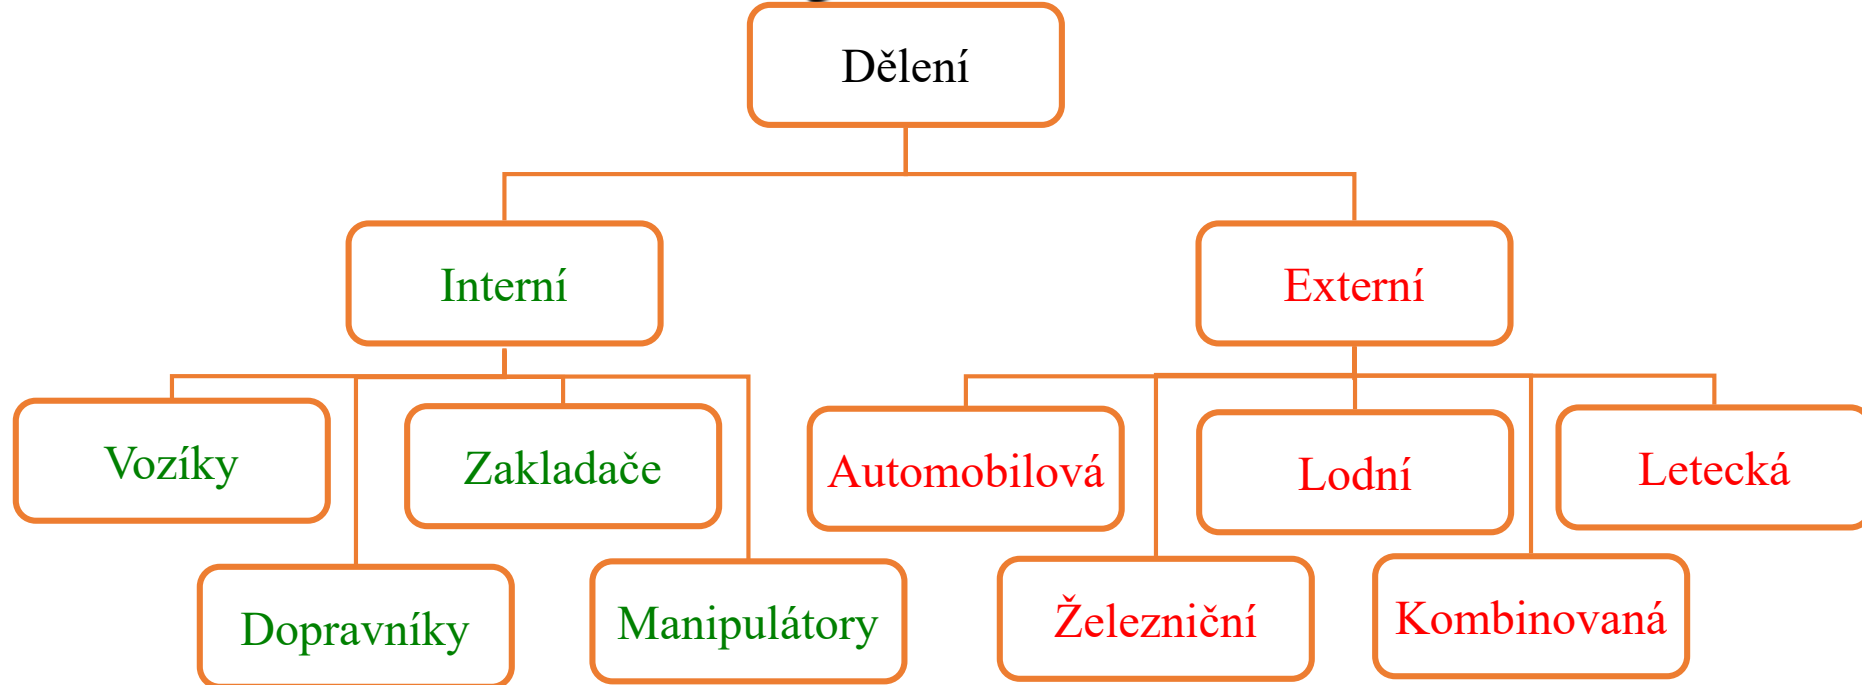 Dělení
Interní
Externí
Vozíky
Zakladače
Automobilová
Lodní
Letecká
Dopravníky
Manipulátory
Železniční
Kombinovaná